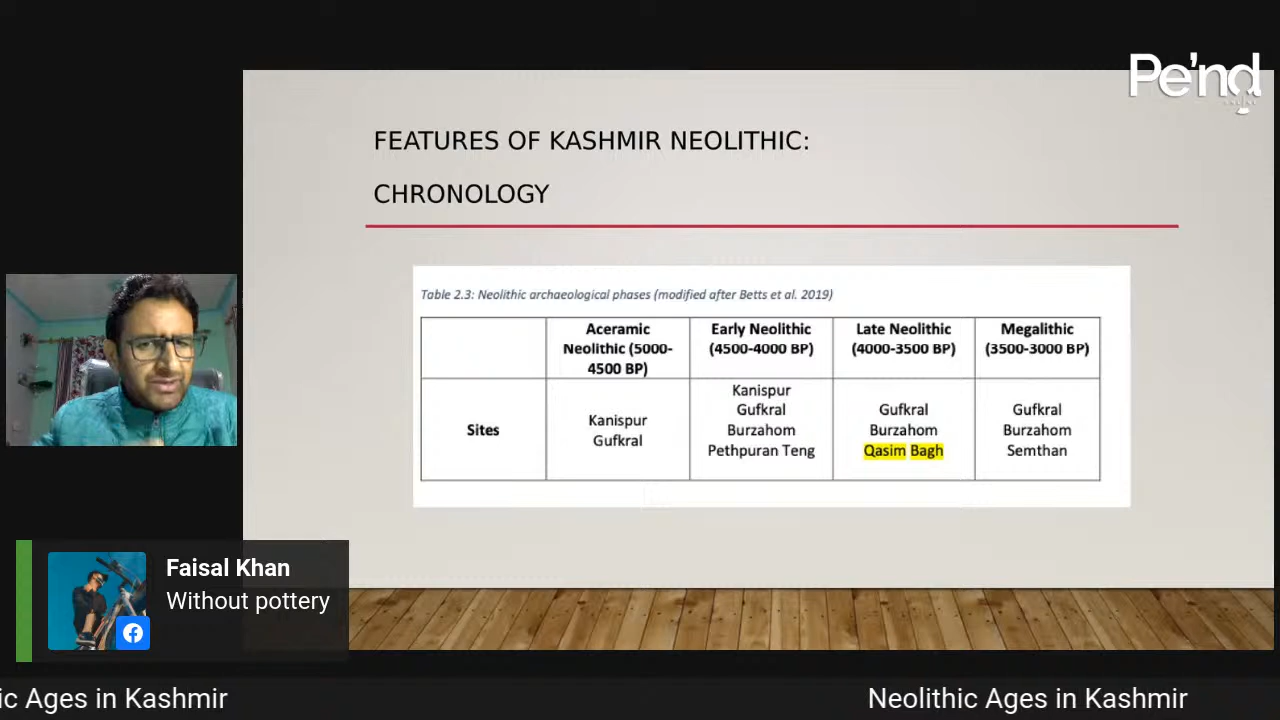 Pe'nd
FEATURES OF KASHMIR NEOLITHIC:
CHRONOLOGY
Table 2.3: Neolithic archaeological phases (modified after Betts et al. 2019)
Aceramic
Neolithic (5000-
4500 BP)
Early Neolithic
(4500-4000 BP)
Late Neolithic
(4000-3500 BP)
Megalithic
(3500-3000 BP)
Sites
Kanispur
Gufkral
Kanispur
Gufkral
Burzahom
Pethpuran Teng
Gufkral
Burzahom
Qasim Bagh
Gufkral
Burzahom
Semthan
Faisal Khan
Without pottery
ic Ages in Kashmir
Neolithic Ages in Kashmir